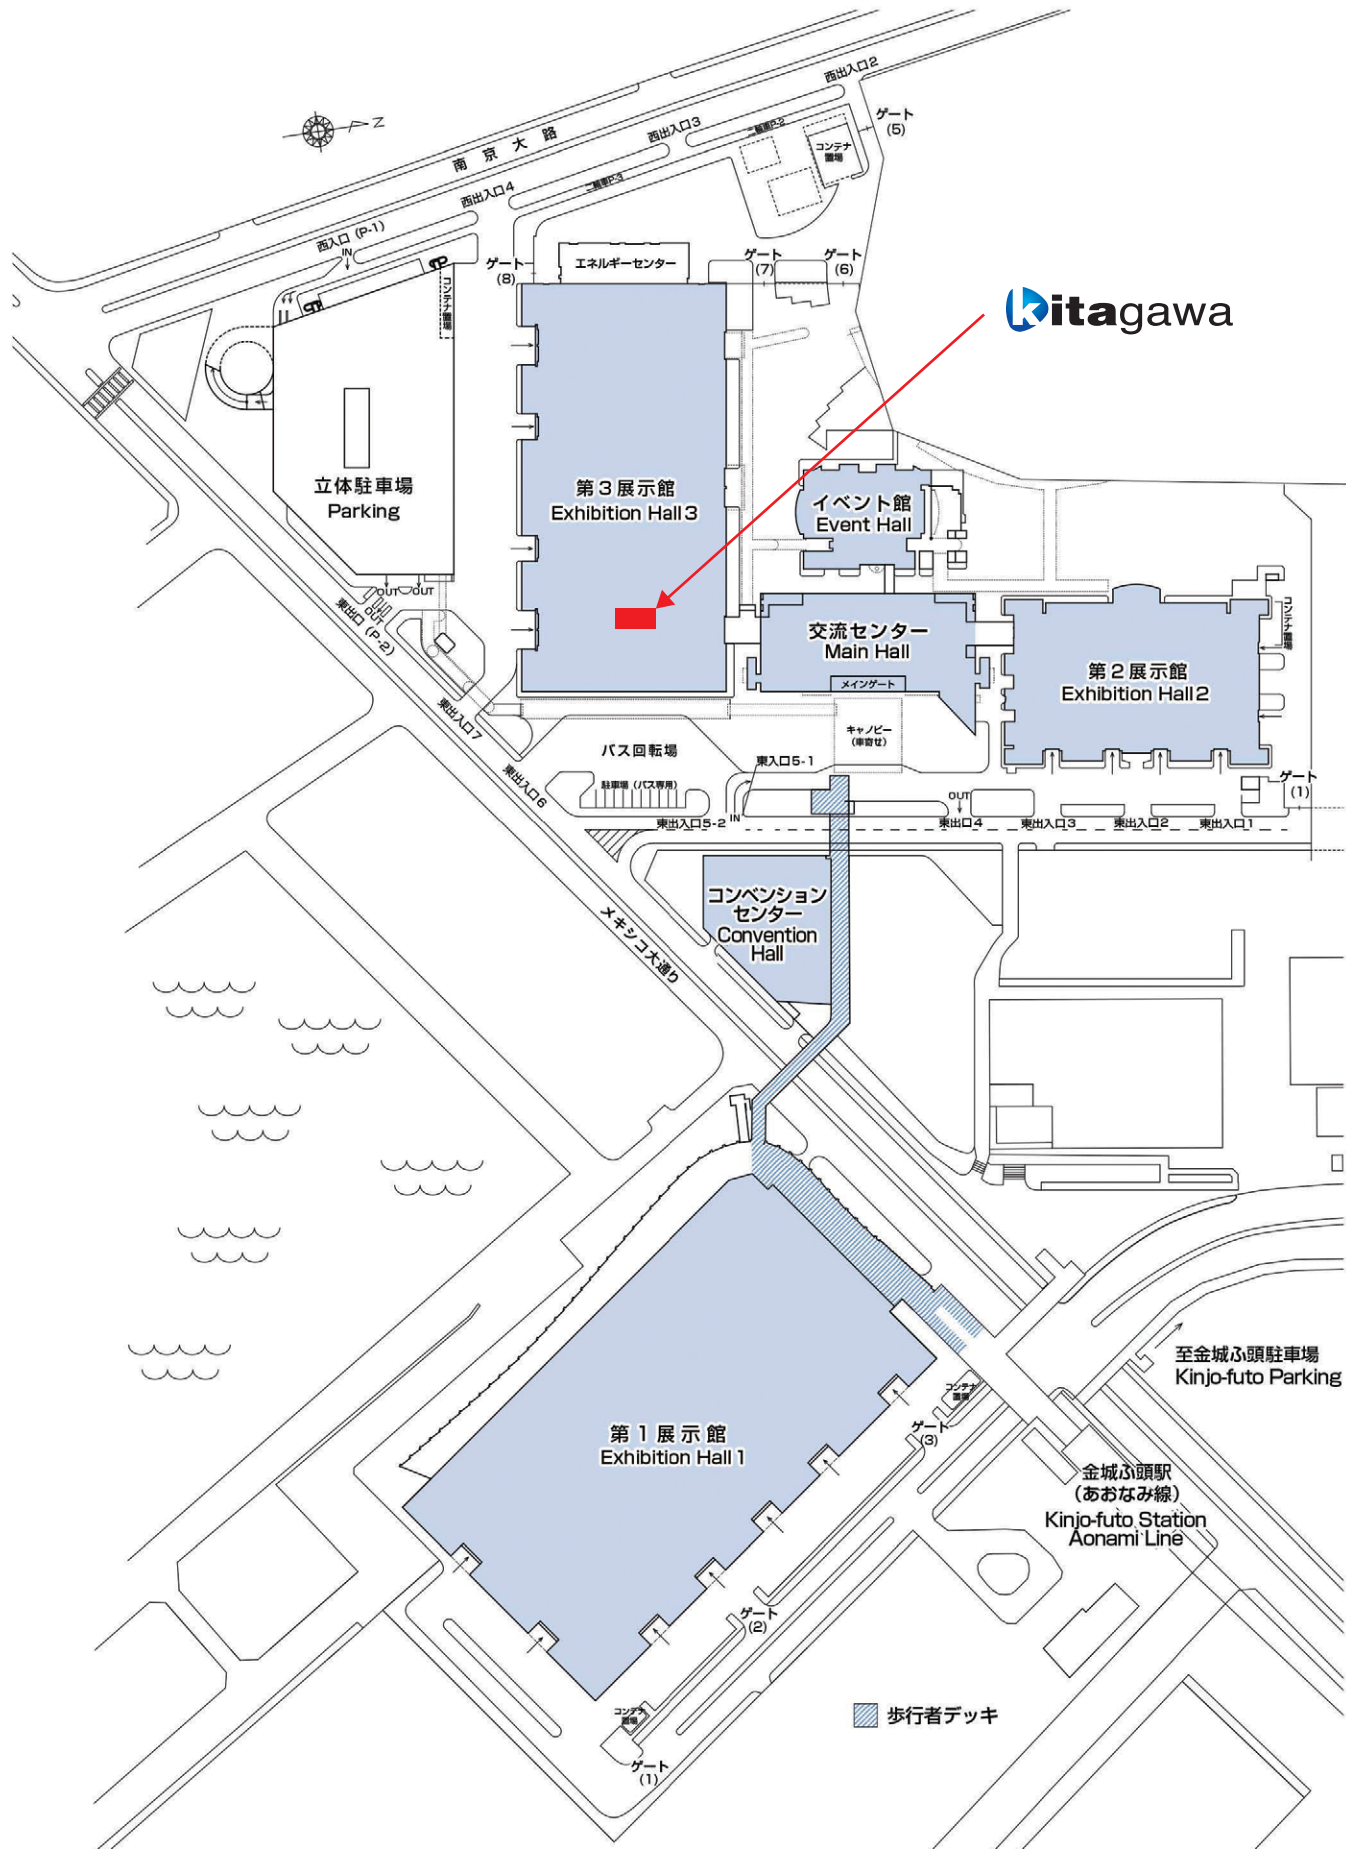 西出入口2
ゲート
(5)
二輪車P-2
コンテナ
置場
西出入口3
N
南京大路
二輪車P-3
西出入口4
西入口 (P-1)
IN
ゲート
(8)
エネルギーセンター
ゲート
(7)
ゲート
(6)
コンテナ置場
kitagawa
立体駐車場
Parking
第3展示館
Exhibition Hall 3
イベント館
Event Hall
OUT
OUT
OUT
東出口 (P-2)
交流センター
Main Hall
メインゲート
コンテナ置場
第2展示館
Exhibition Hall 2
東出入口7
キャノピー
(車寄せ)
バス回転場
東入口5-1
東出入口6
駐車場 (バス専用)
ゲート
(1)
OUT
IN
東出入口5-2
東出口4
東出入口3
東出入口2
東出入口1
コンベンション
センター
Convention
Hall
メキシコ大通り
至金城ふ頭駐車場
Kinjo-futo Parking
コンテナ
置場
ゲート
(3)
第1展示館
Exhibition Hall 1
金城ふ頭駅
(あおなみ線)
Kinjo-futo Station
Aonami Line
ゲート
(2)
コンテナ
置場
歩行者デッキ
ゲート
(1)